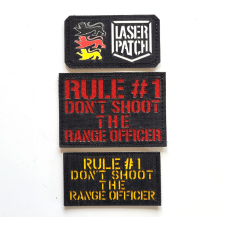 LASER
PATCH
RULE #1
DON'T SHOOT
THE
RANGE OFFICER
RULE #1
DON'T SHOOT
THE
RANGE OFFICER